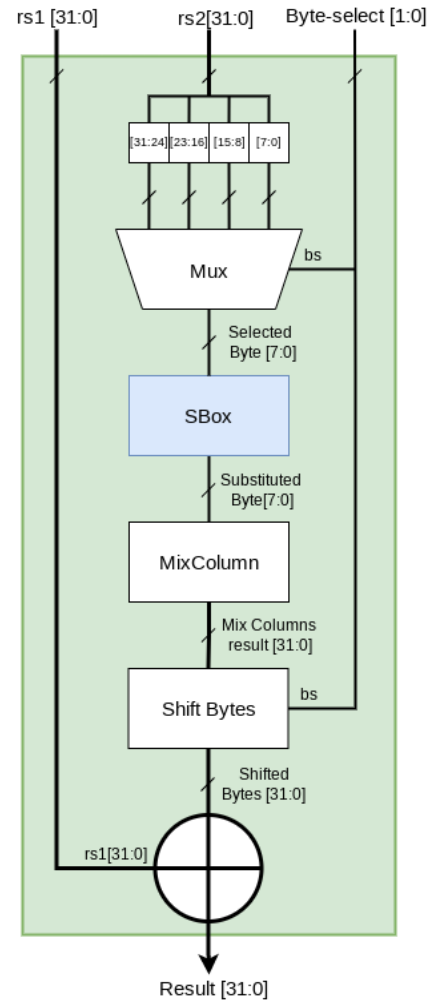 rs1 [31:0]
rs2[31:0]
Byte-select [1:0]
[31:24]
[23:16]
[15:8]
[7:0]
Mux
bs
Selected
Byte [7:0]
SBox
Substituted
Byte[7:0]
MixColumn
Mix Columns
result [31:0]
Shift Bytes
bs
Shifted
Bytes [31:0]
rs1[31:0]
Result [31:0]